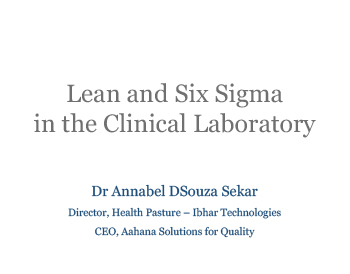 Lean and Six Sigma
in the Clinical Laboratory
Dr Annabel DSouza Sekar
Director, Health Pasture – Ibhar Technologies
CEO, Aahana Solutions for Quality